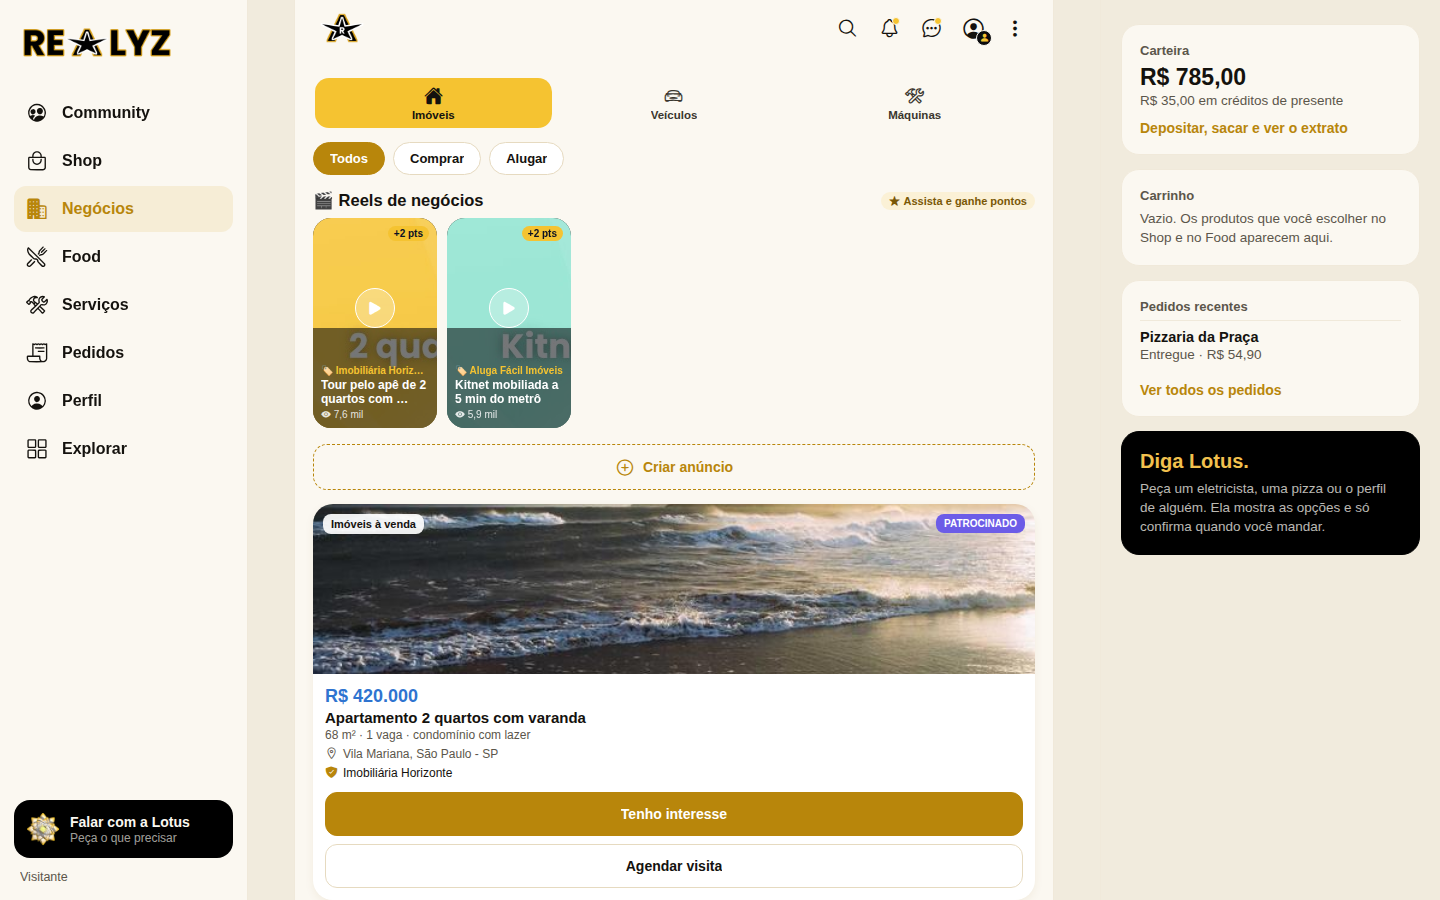 RE★LYZ
Community
Shop
Negócios
Food
Serviços
Pedidos
Perfil
Explorar
Falar com a Lotus
Peça o que precisar
Visitante
R
Imóveis
Veículos
Máquinas
Todos
Comprar
Alugar
🎬 Reels de negócios
★ Assista e ganhe pontos
+2 pts
2 qua
🏷️ Imobiliária Horiz…
Tour pelo apê de 2
quartos com …
7,6 mil
+2 pts
Kitn
🏷️ Aluga Fácil Imóveis
Kitnet mobiliada a
5 min do metrô
5,9 mil
Criar anúncio
Imóveis à venda
PATROCINADO
R$ 420.000
Apartamento 2 quartos com varanda
68 m² · 1 vaga · condomínio com lazer
Vila Mariana, São Paulo - SP
Imobiliária Horizonte
Tenho interesse
Agendar visita
Carteira
R$ 785,00
R$ 35,00 em créditos de presente
Depositar, sacar e ver o extrato
Carrinho
Vazio. Os produtos que você escolher no
Shop e no Food aparecem aqui.
Pedidos recentes
Pizzaria da Praça
Entregue · R$ 54,90
Ver todos os pedidos
Diga Lotus.
Peça um eletricista, uma pizza ou o perfil
de alguém. Ela mostra as opções e só
confirma quando você mandar.